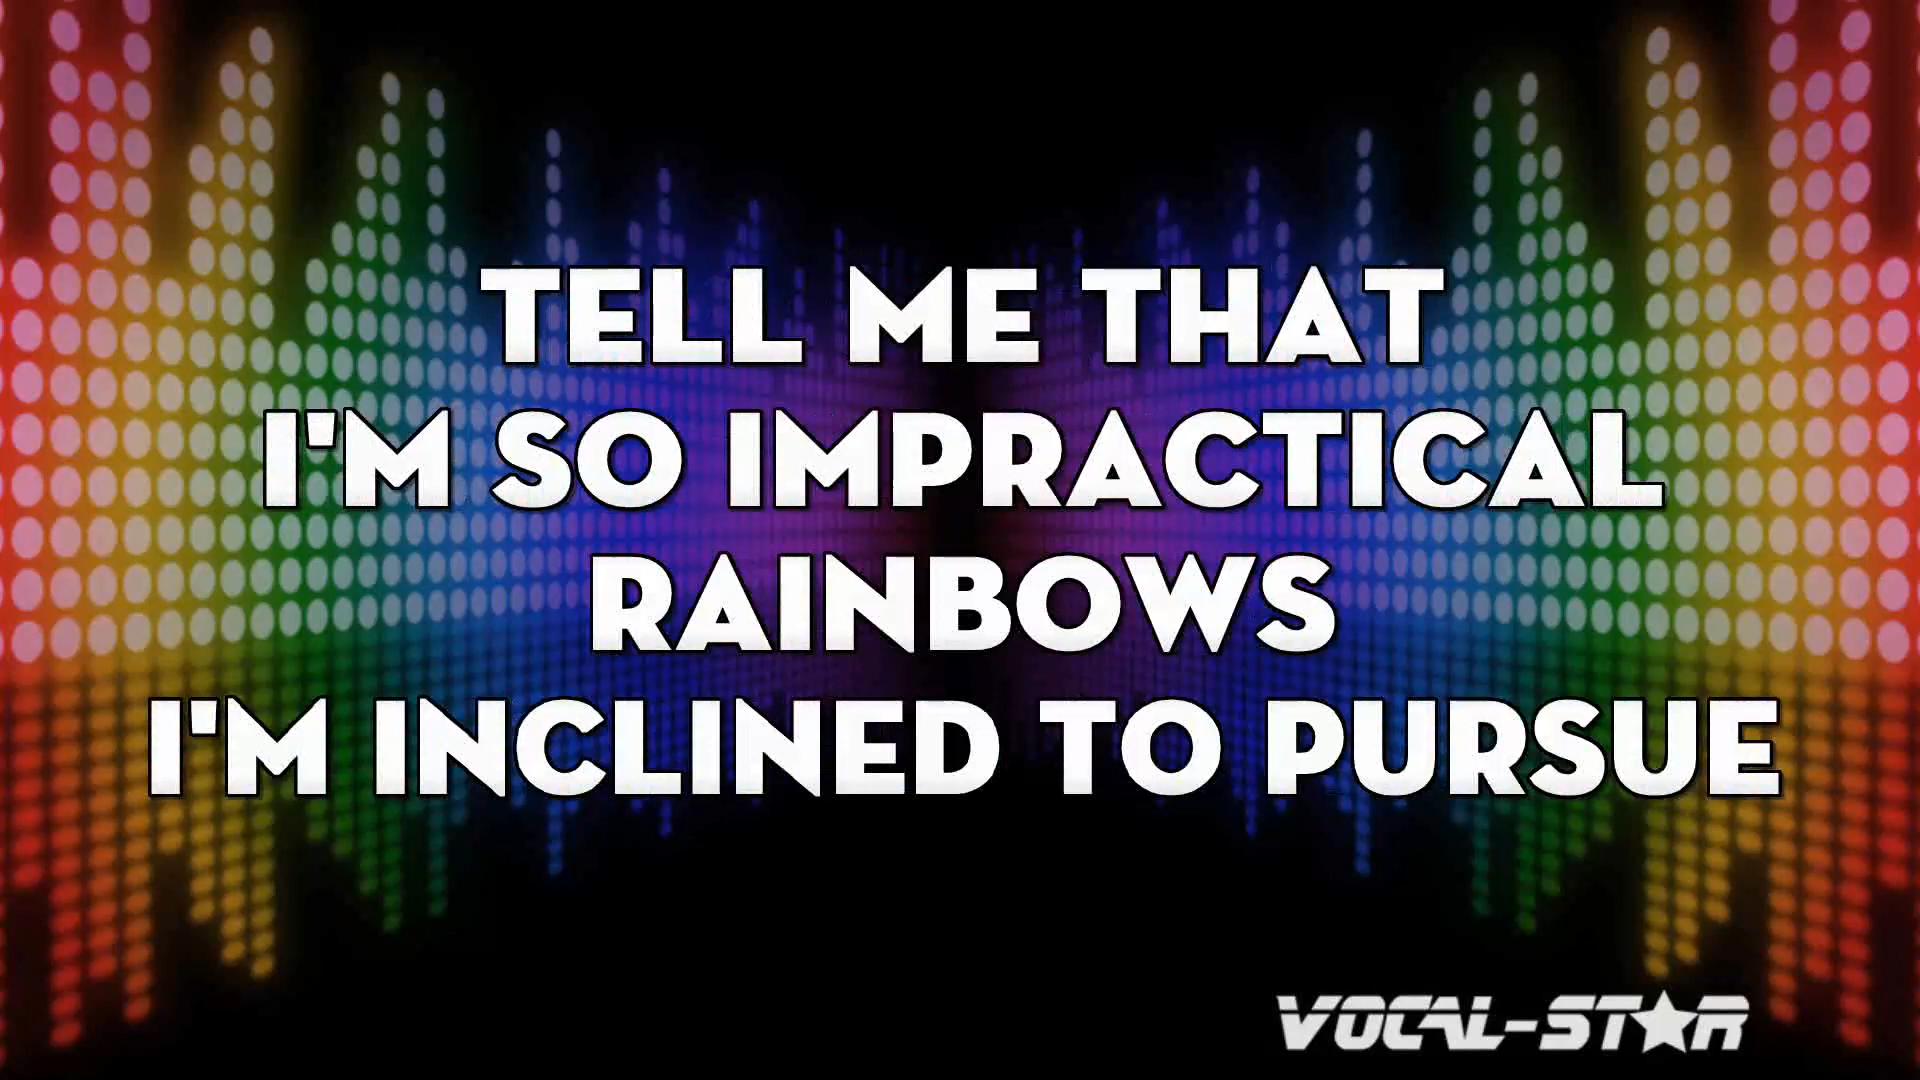 TELL ME THAT
I'M SO IMPRACTICAL
RAINBOWS
I'M INCLINED TO PURSUE
VOCAL-STAR